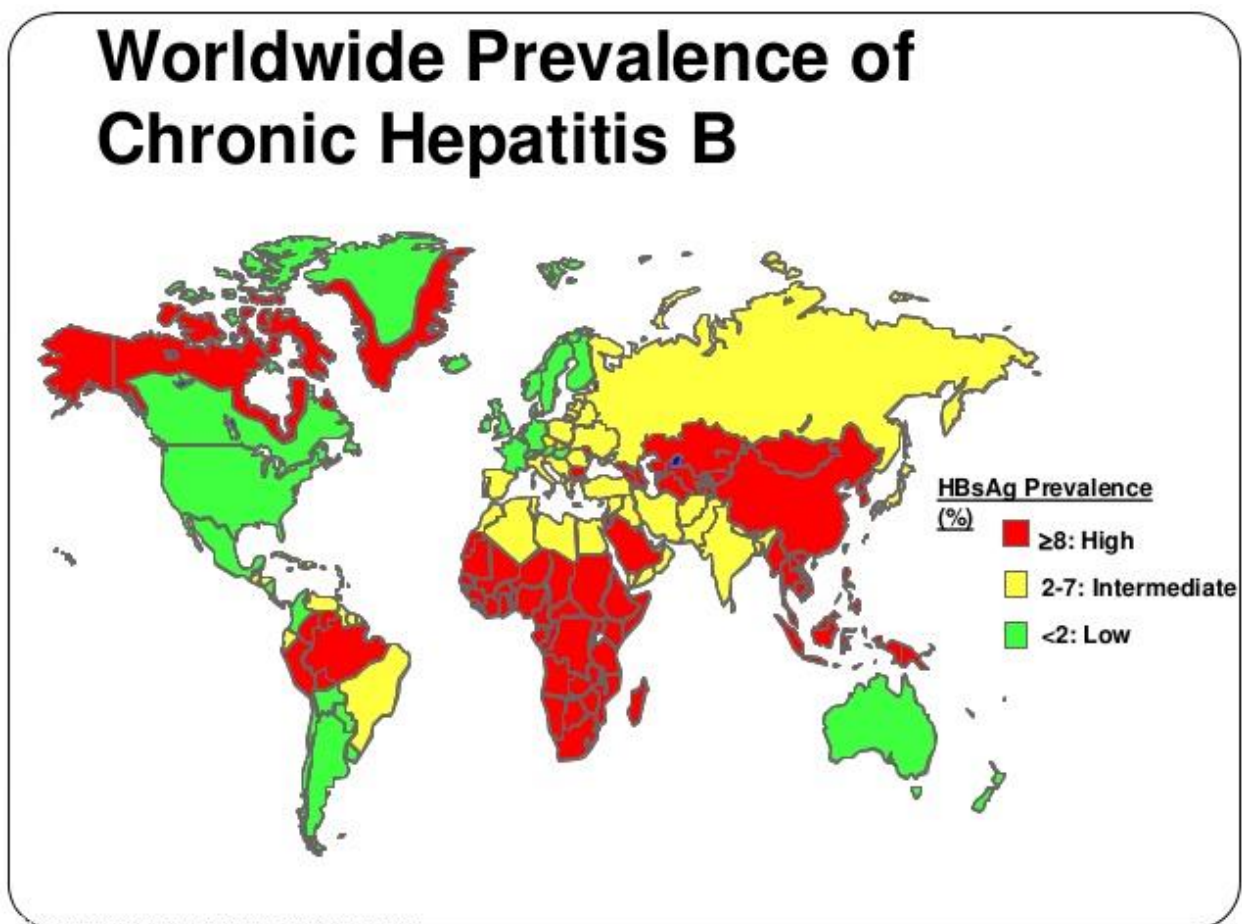 Worldwide Prevalence of
Chronic Hepatitis B
HBsAg Prevalence
(%)
≥8: High
2-7: Intermediate
<2: Low